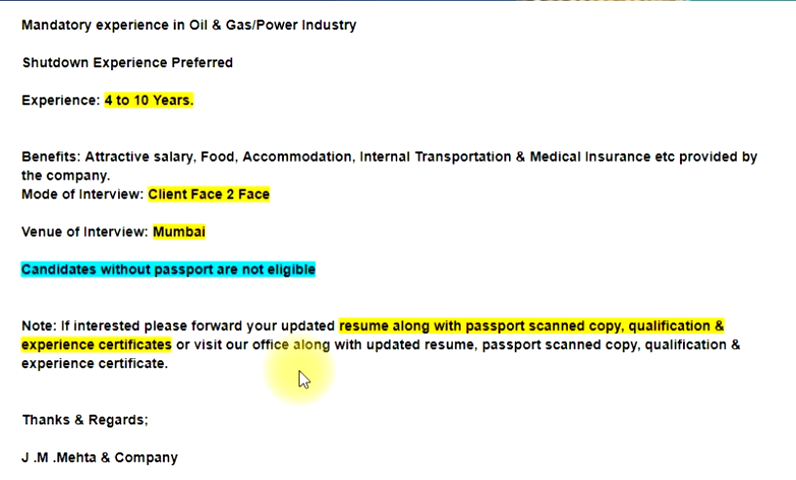 Mandatory experience in Oil & Gas/Power Industry
Shutdown Experience Preferred
Experience: 4 to 10 Years.
Benefits: Attractive salary, Food, Accommodation, Internal Transportation & Medical Insurance etc provided by
the company.
Mode of Interview: Client Face 2 Face
Venue of Interview: Mumbai
Candidates without passport are not eligible
Note: If interested please forward your updated resume along with passport scanned copy, qualification &
experience certificates or visit our office along with updated resume, passport scanned copy, qualification &
experience certificate.
Thanks & Regards;
J .M .Mehta & Company